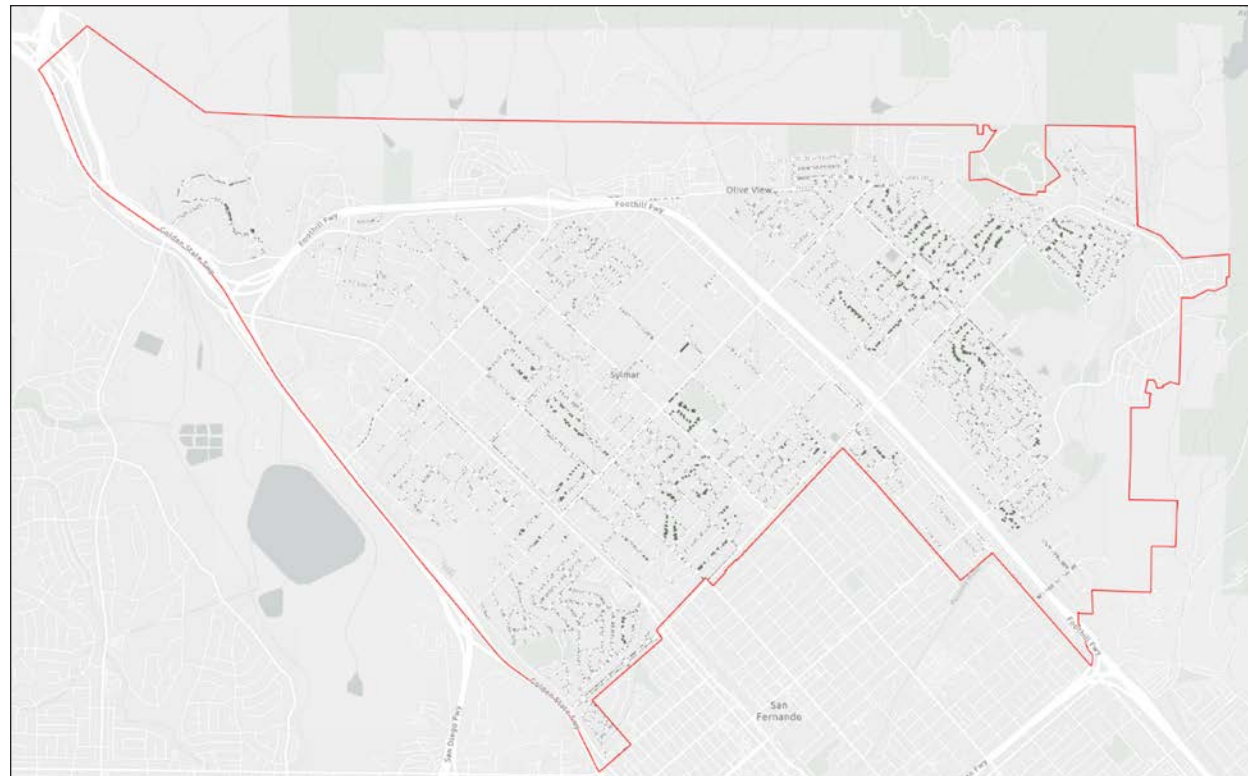 Olive View
Foothill Fwy
Foothill Fwy
Golden State Fwy
Sylmar
Foothill Fwy
Golden State Fwy
San Diego Fwy
San
Fernando